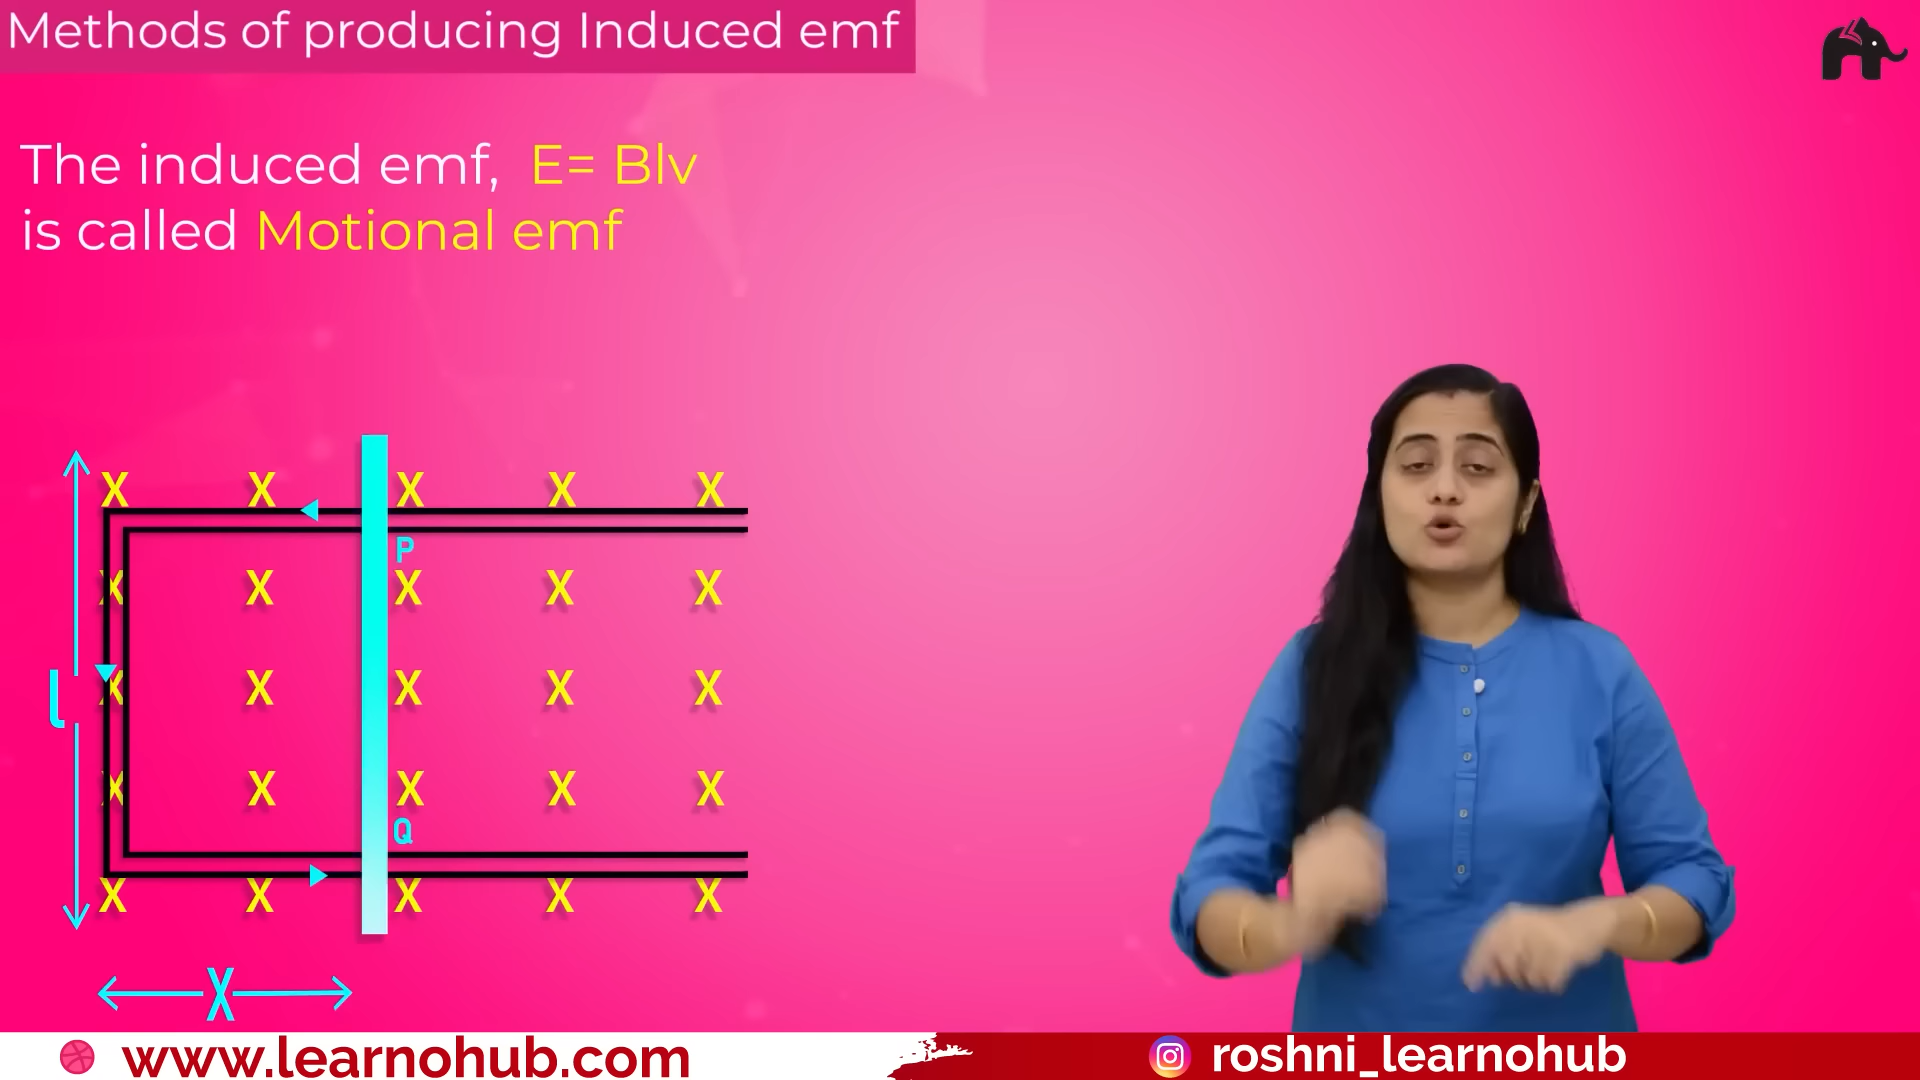 Methods of producing Induced emf
The induced emf, E= Blv
is called Motional emf
X X X X X
P
X X X X X
l
X X X X X
X X X X X
Q
X X X X X
X
www.learnohub.com
roshni_learnohub